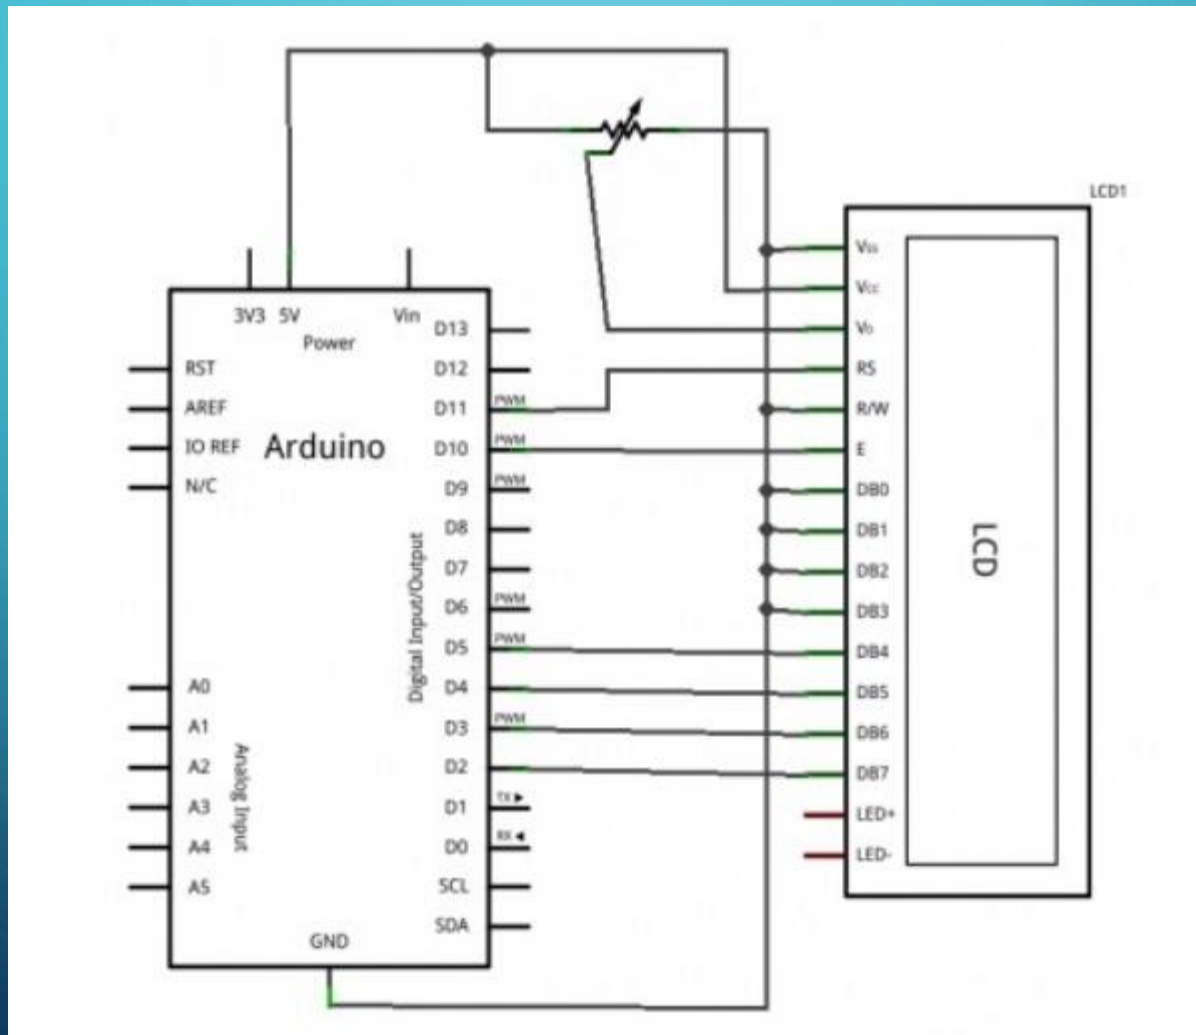 LCD1
3V3 5V Vin
Power
RST
AREF
IO REF
N/C
Arduino
A0
A1
A2
A3
A4
A5
Analog Input
Digital Input/Output
D13
D12
D11 PWM
D10 PWM
D9 PWM
D8
D7
D6 PWM
D5 PWM
D4
D3 PWM
D2
D1 TX
D0 RX
SCL
SDA
GND
Vss
Vcc
Vo
RS
R/W
E
DB0
DB1
DB2
DB3
DB4
DB5
DB6
DB7
LED+
LED-
LCD